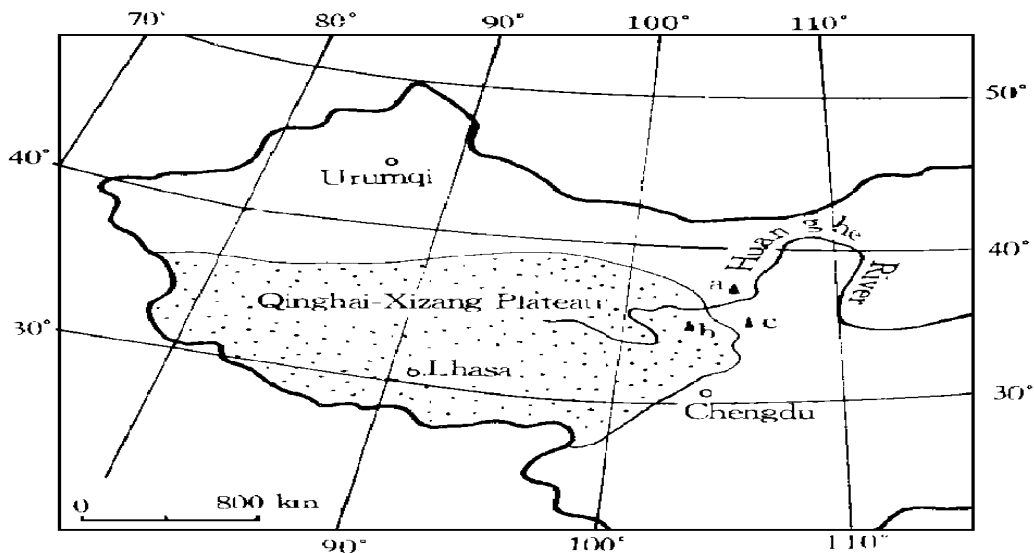 70° 80° 90° 100° 110°
50°
40°
Urumqi
Huang he
40°
River
a
Qinghai-Xizang Plateau
b c
30°
Lhasa
30°
Chengdu
0 800 km
90° 100° 110°